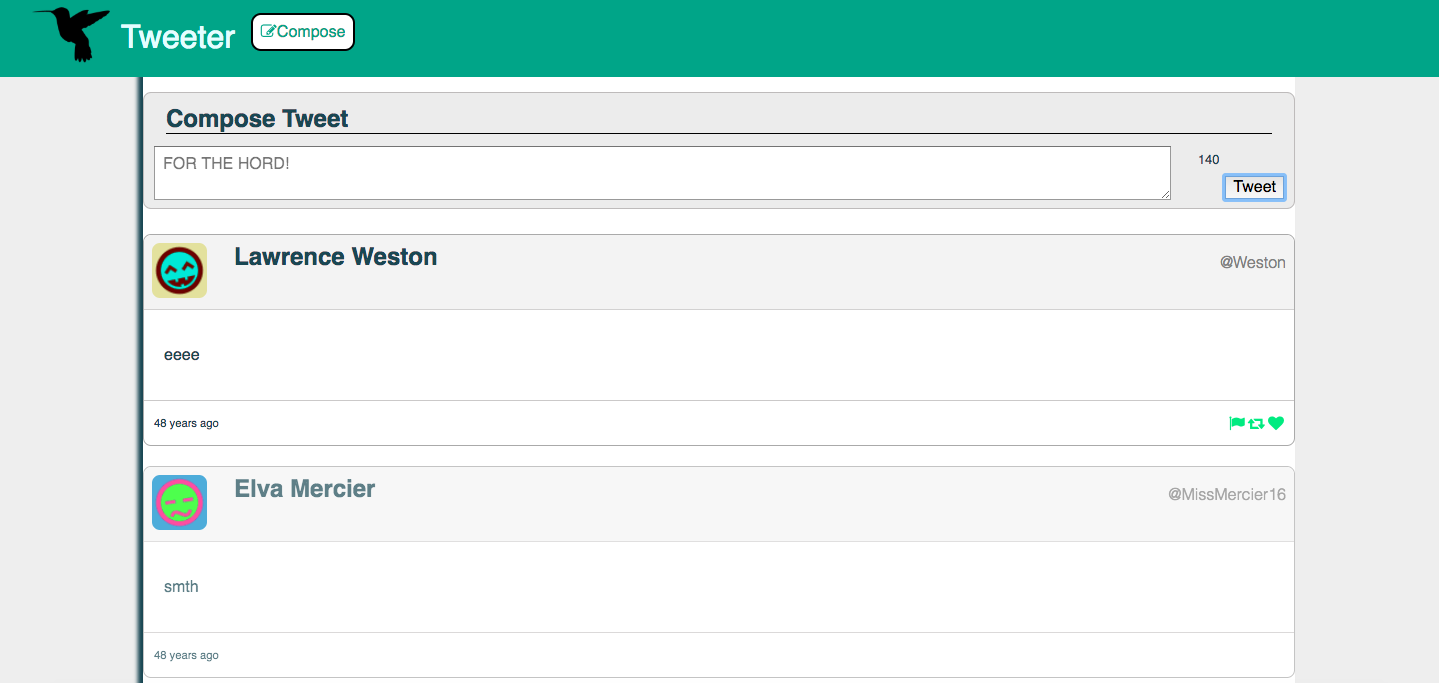 Tweeter
Compose
Compose Tweet
FOR THE HORD!
140
Tweet
Lawrence Weston
@Weston
eeee
48 years ago
Elva Mercier
@MissMercier16
smth
48 years ago